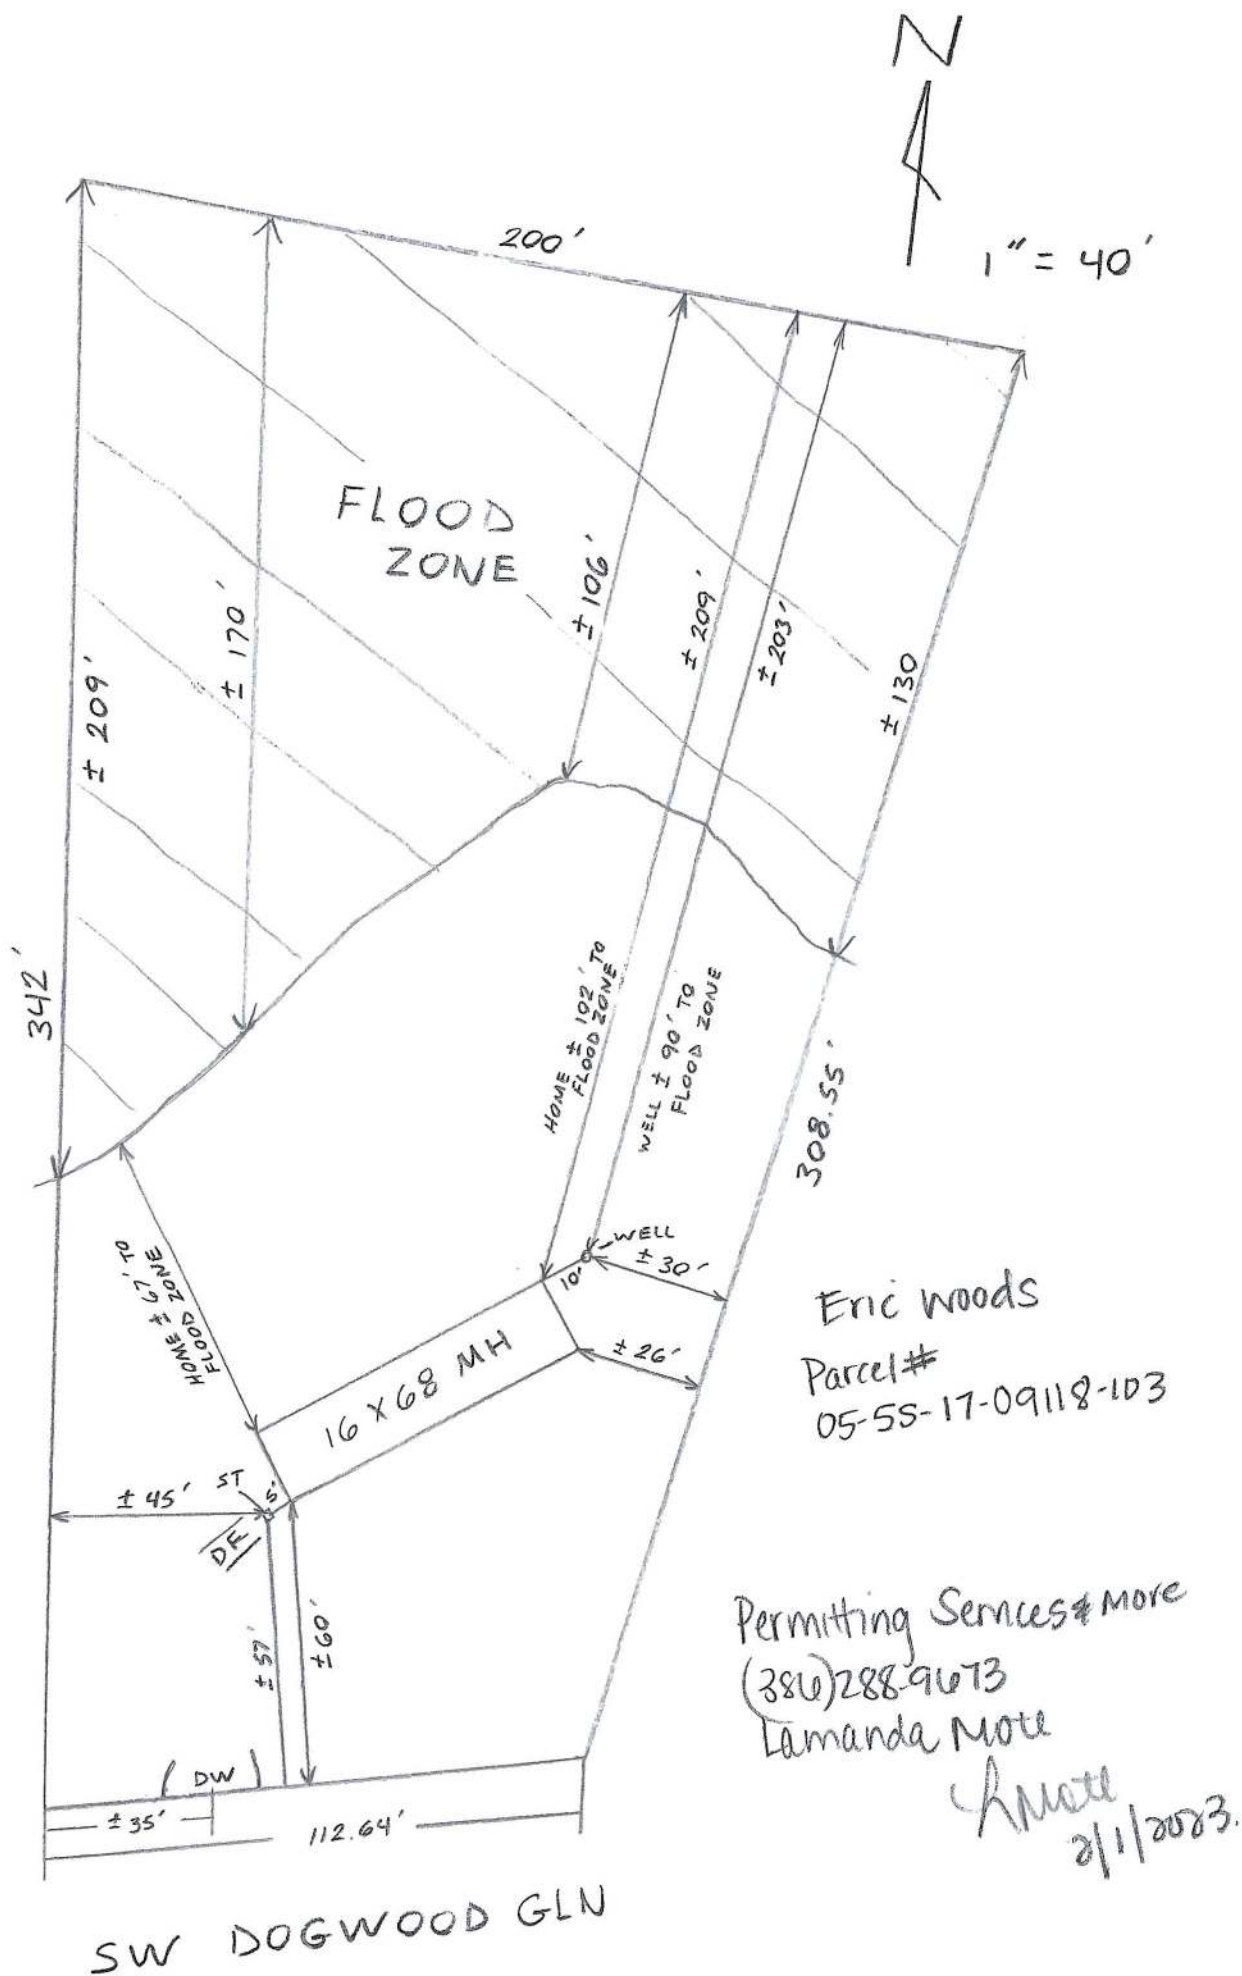 N
1" = 40'
200'
FLOOD
ZONE
± 106'
± 209'
± 203'
± 130
± 170'
± 209'
342'
HOME ± 102' TO
FLOOD ZONE
WELL ± 90' TO
FLOOD ZONE
308.55'
HOME ± 67' TO
FLOOD ZONE
WELL
10'
± 30'
± 26'
16 X 68 MH
Eric Woods
Parcel#
05-5S-17-09118-103
ST
5'
± 45'
DF
± 57'
± 60'
Permitting Services & More
(386)288-9673
Lamanda Mote
LMote
2/1/2023.
(DW)
± 35'
112.64'
SW DOGWOOD GLN